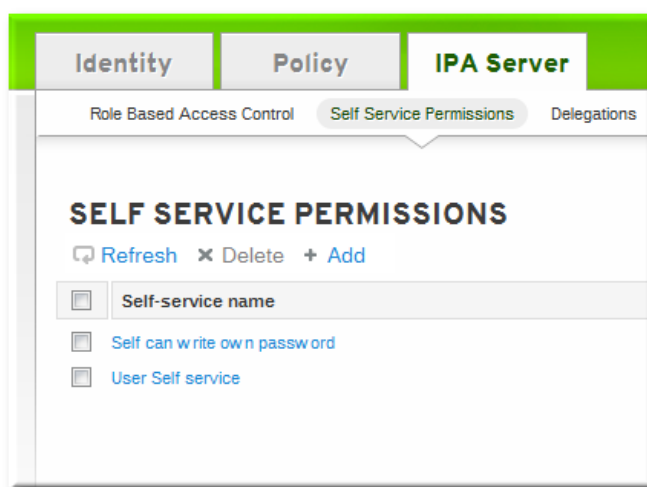 Identity Policy IPA Server
Role Based Access Control Self Service Permissions Delegations
SELF SERVICE PERMISSIONS
Refresh Delete Add
Self-service name
Self can write own password
User Self service